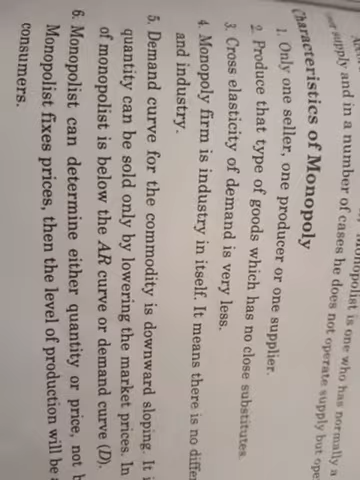 Monopolist is one who has normally a
supply and in a number of cases he does not operate supply but
Characteristics of Monopoly
1. Only one seller, one producer or one supplier.
2. Produce that type of goods which has no close substitutes.
3. Cross elasticity of demand is very less.
4. Monopoly firm is industry in itself. It means there is no
and industry.
5. Demand curve for the commodity is downward sloping. It
quantity can be sold only by lowering the market prices. In
of monopolist is below the AR curve or demand curve (D).
6. Monopolist can determine either quantity or price, not
Monopolist fixes prices, then the level of production will be
consumers.